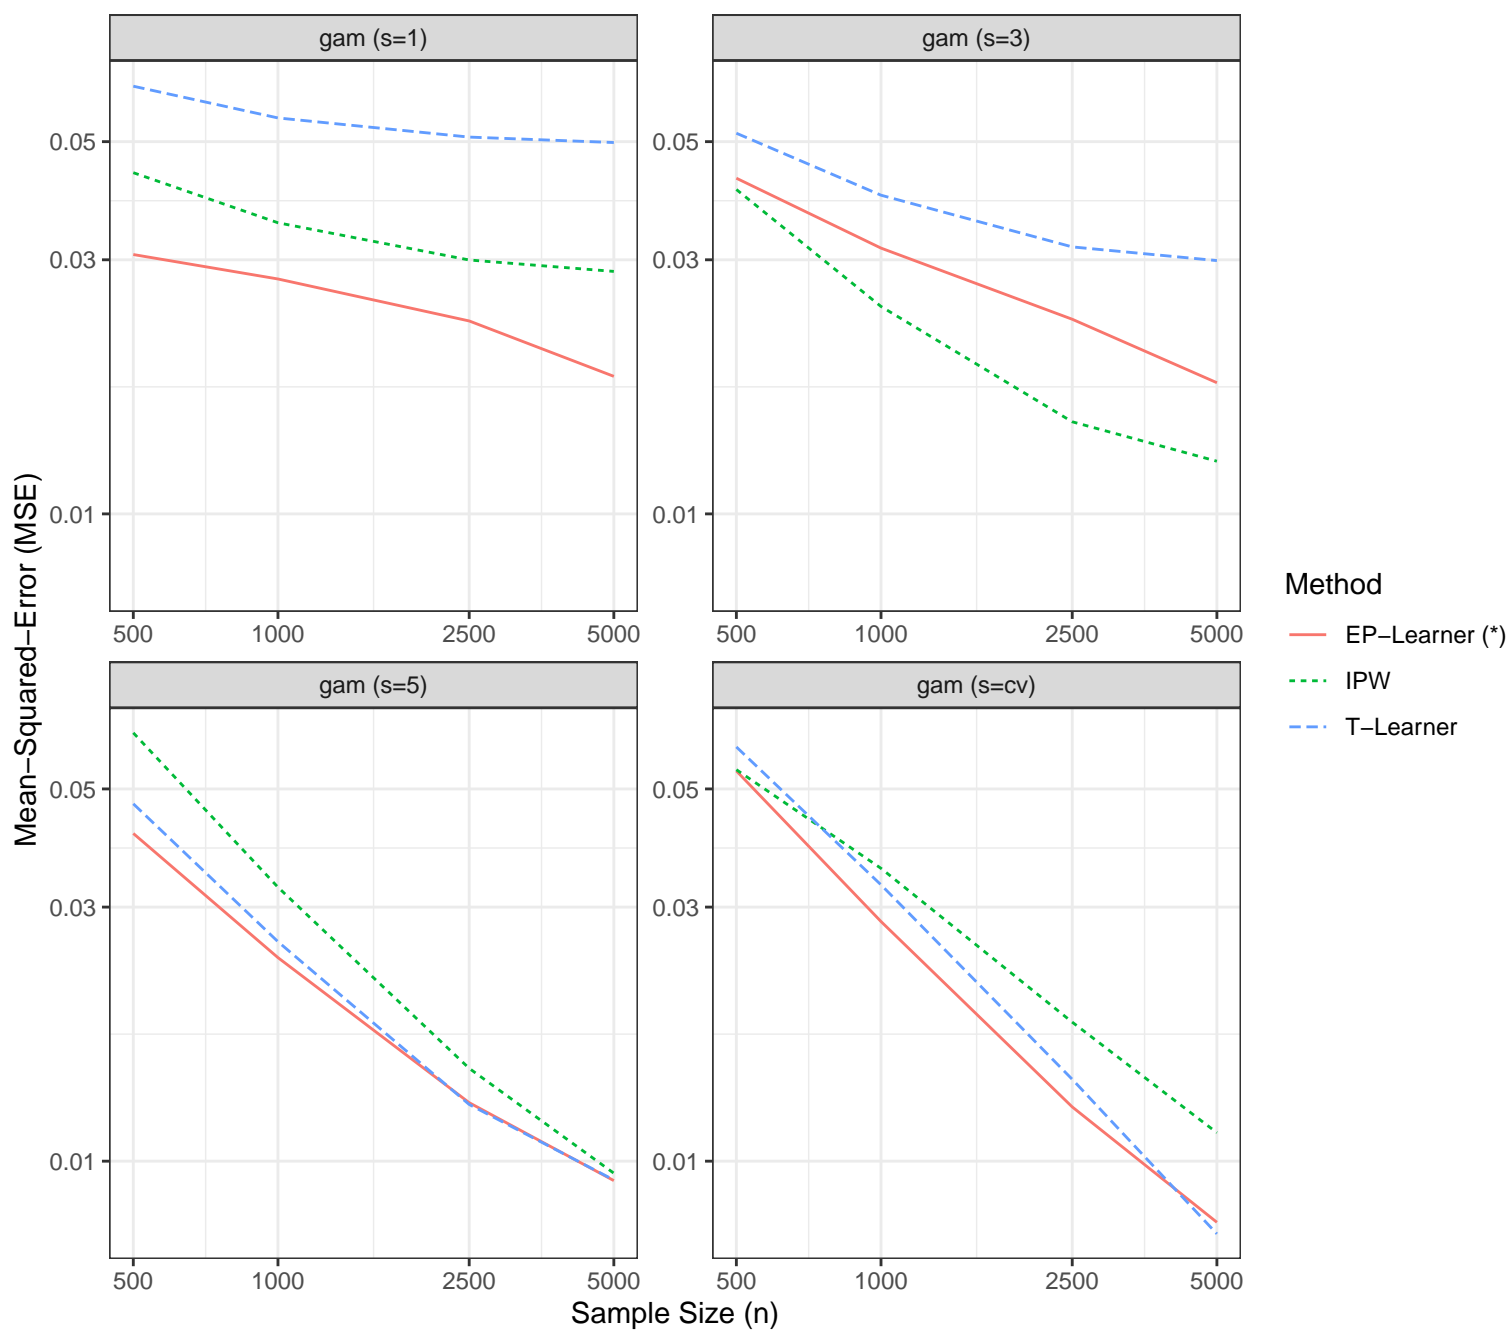 gam (s=1)
gam (s=3)
0.05
0.03
0.01
0.05
0.03
0.01
500 1000 2500 5000
500 1000 2500 5000
gam (s=5)
gam (s=cv)
0.05
0.03
0.01
0.05
0.03
0.01
500 1000 2500 5000
500 1000 2500 5000
Sample Size (n)
Mean−Squared−Error (MSE)
Method
EP−Learner (*)
IPW
T−Learner